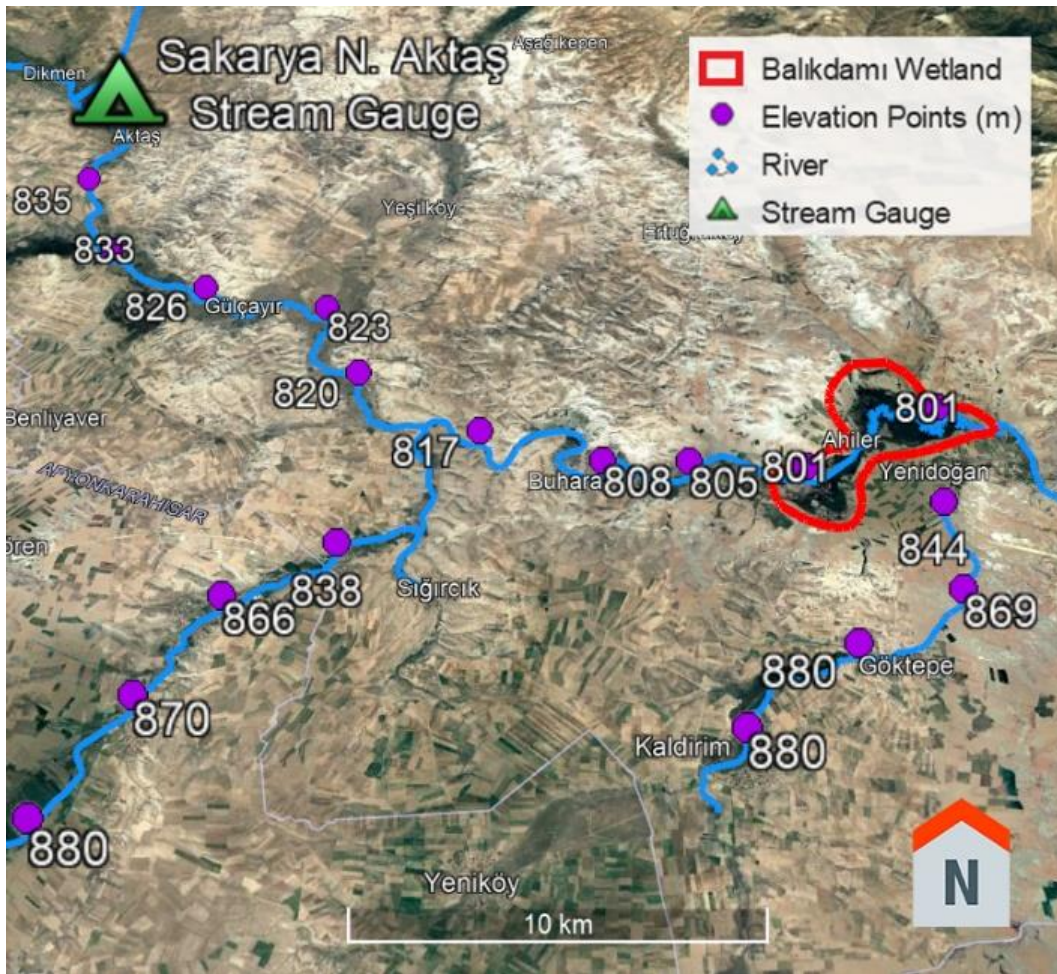 Aşağıkepen
Sakarya N. Aktaş
Stream Gauge
Dikmen
Aktaş
Balıkdamı Wetland
Elevation Points (m)
River
Stream Gauge
835
Yeşilköy
833
826
Gülçayır
823
820
Benliyaver
817
801
Ahiler
AFYONKARAHISAR
Buhara
808
805
801
Yenidoğan
ören
844
838
Sığırcık
866
869
880
Göktepe
870
Kaldirim
880
880
Yeniköy
10 km
N